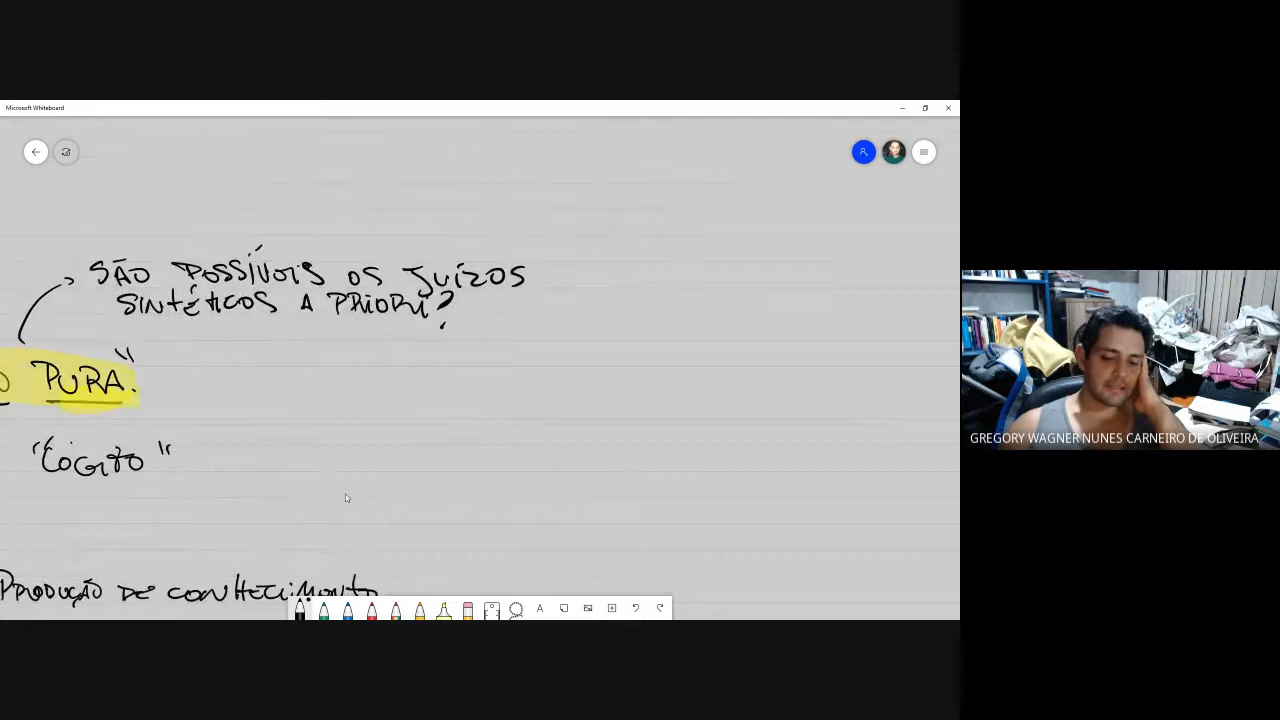 Microsoft Whiteboard
SÃO POSSÍVEIS OS JUÍZOS
SINTÉTICOS A PRIORI?
O PURA."
"COGITO"
PRODUÇÃO DE CONHECIMENTO
A
GREGORY WAGNER NUNES CARNEIRO DE OLIVEIRA